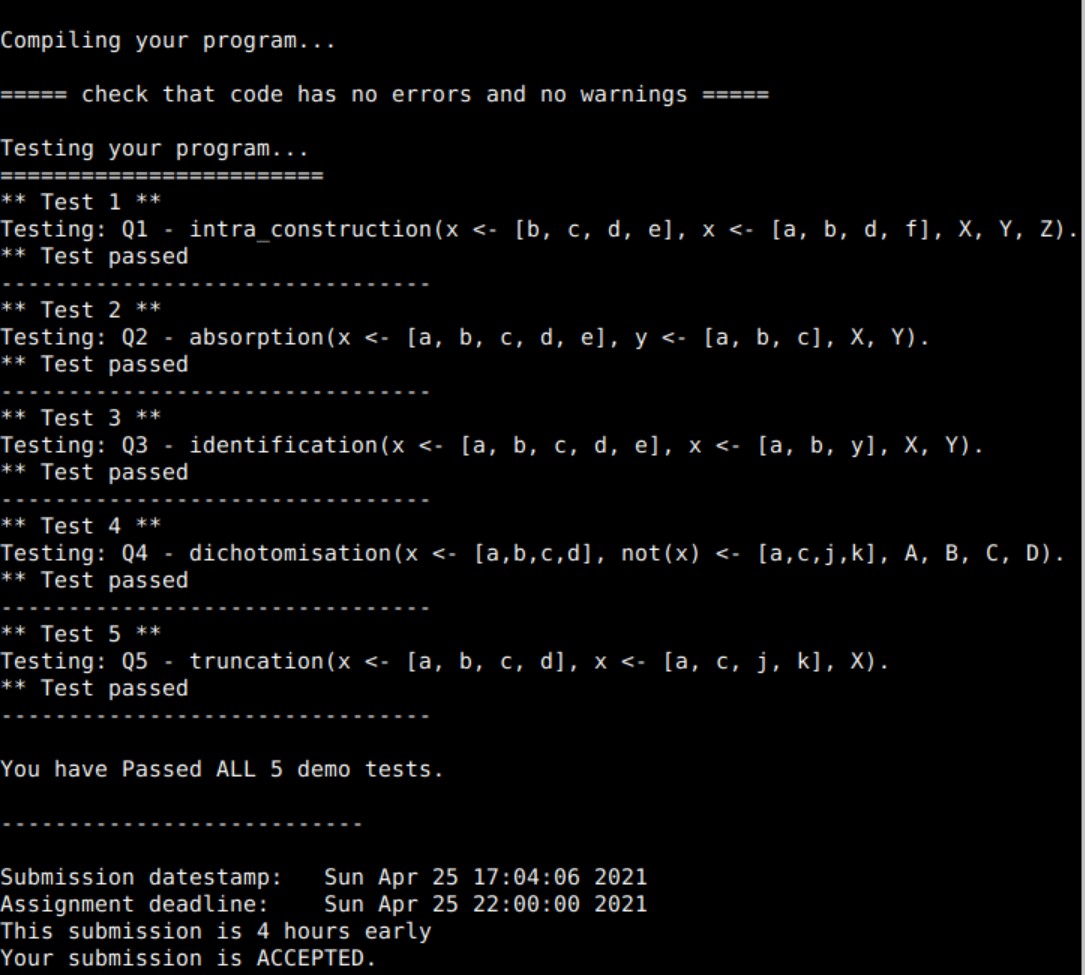 Compiling your program...
===== check that code has no errors and no warnings =====
Testing your program...
========================
** Test 1 **
Testing: Q1 - intra_construction(x <- [b, c, d, e], x <- [a, b, d, f], X, Y, Z).
** Test passed
--------------------------------
** Test 2 **
Testing: Q2 - absorption(x <- [a, b, c, d, e], y <- [a, b, c], X, Y).
** Test passed
--------------------------------
** Test 3 **
Testing: Q3 - identification(x <- [a, b, c, d, e], x <- [a, b, y], X, Y).
** Test passed
--------------------------------
** Test 4 **
Testing: Q4 - dichotomisation(x <- [a,b,c,d], not(x) <- [a,c,j,k], A, B, C, D).
** Test passed
--------------------------------
** Test 5 **
Testing: Q5 - truncation(x <- [a, b, c, d], x <- [a, c, j, k], X).
** Test passed
--------------------------------
You have Passed ALL 5 demo tests.
---------------------------
Submission datestamp:   Sun Apr 25 17:04:06 2021
Assignment deadline:    Sun Apr 25 22:00:00 2021
This submission is 4 hours early
Your submission is ACCEPTED.